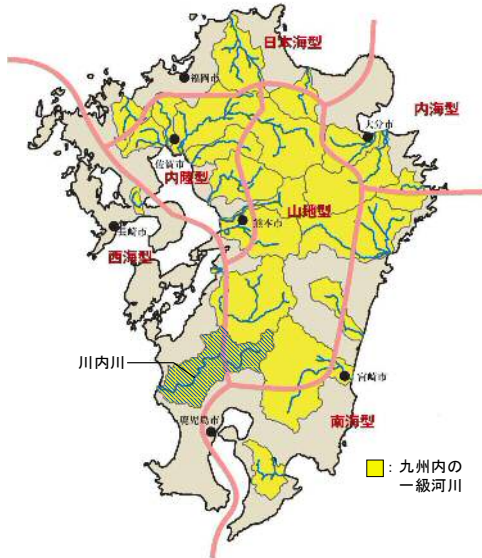 日本海型
福岡市
内海型
大分市
佐賀市
内陸型
山地型
熊本市
長崎市
西海型
川内川
宮崎市
南海型
鹿児島市
：九州内の
一級河川